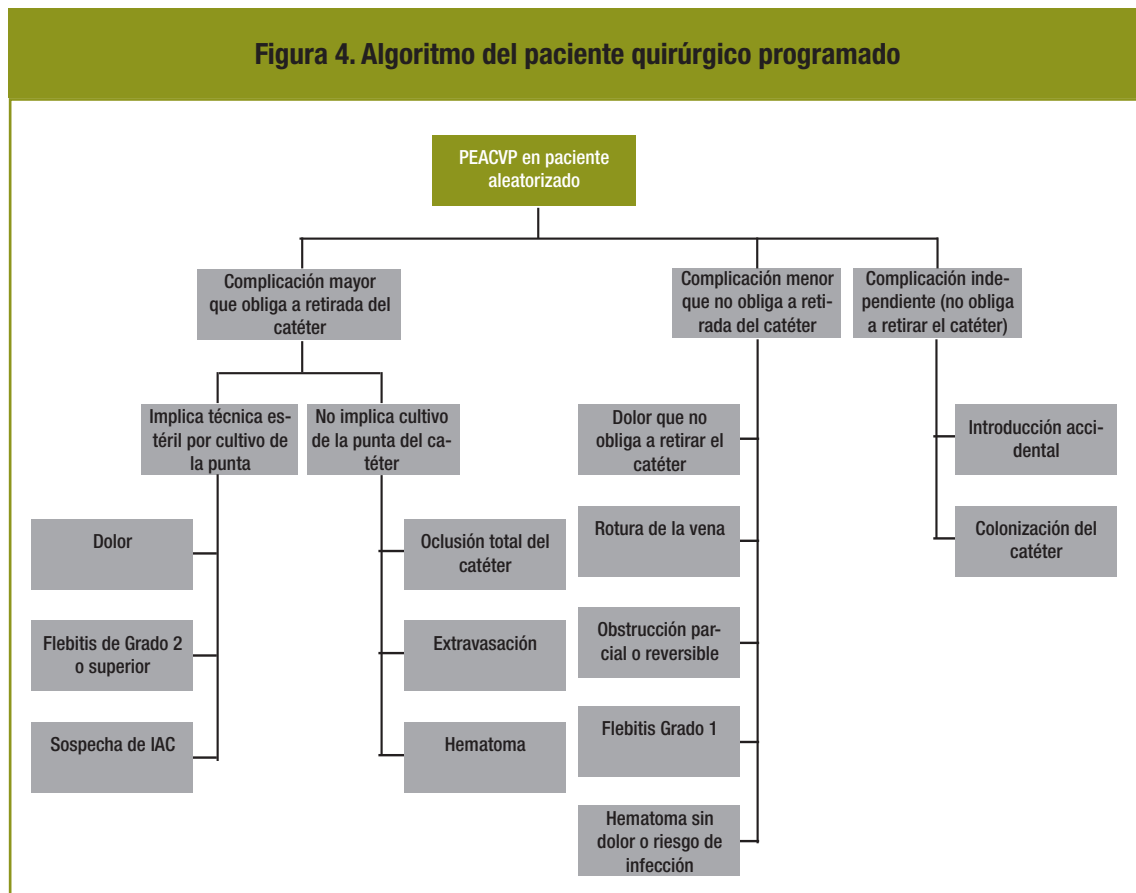 Figura 4. Algoritmo del paciente quirúrgico programado
PEACVP en paciente
aleatorizado
Complicación mayor
que obliga a retirada del
catéter
Complicación menor
que no obliga a reti-
rada del catéter
Complicación inde-
pendiente (no obliga
a retirar el catéter)
Implica técnica es-
téril por cultivo de
la punta
No implica cultivo
de la punta del ca-
téter
Dolor
Flebitis de Grado 2
o superior
Sospecha de IAC
Oclusión total del
catéter
Extravasación
Hematoma
Dolor que no
obliga a retirar el
catéter
Rotura de la vena
Obstrucción par-
cial o reversible
Flebitis Grado 1
Hematoma sin
dolor o riesgo de
infección
Introducción acci-
dental
Colonización del
catéter